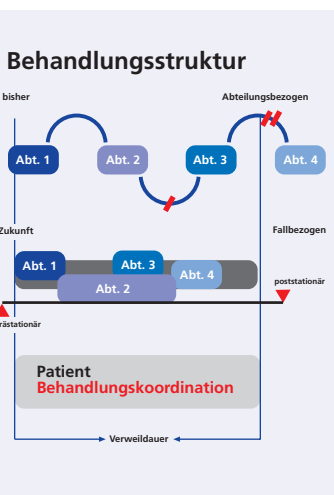 Behandlungsstruktur
bisher
Abteilungsbezogen
Abt. 1
Abt. 2
Abt. 3
Abt. 4
Zukunft
Fallbezogen
Abt. 1
Abt. 3
Abt. 4
Abt. 2
poststationär
rästationär
Patient
Behandlungskoordination
Verweildauer